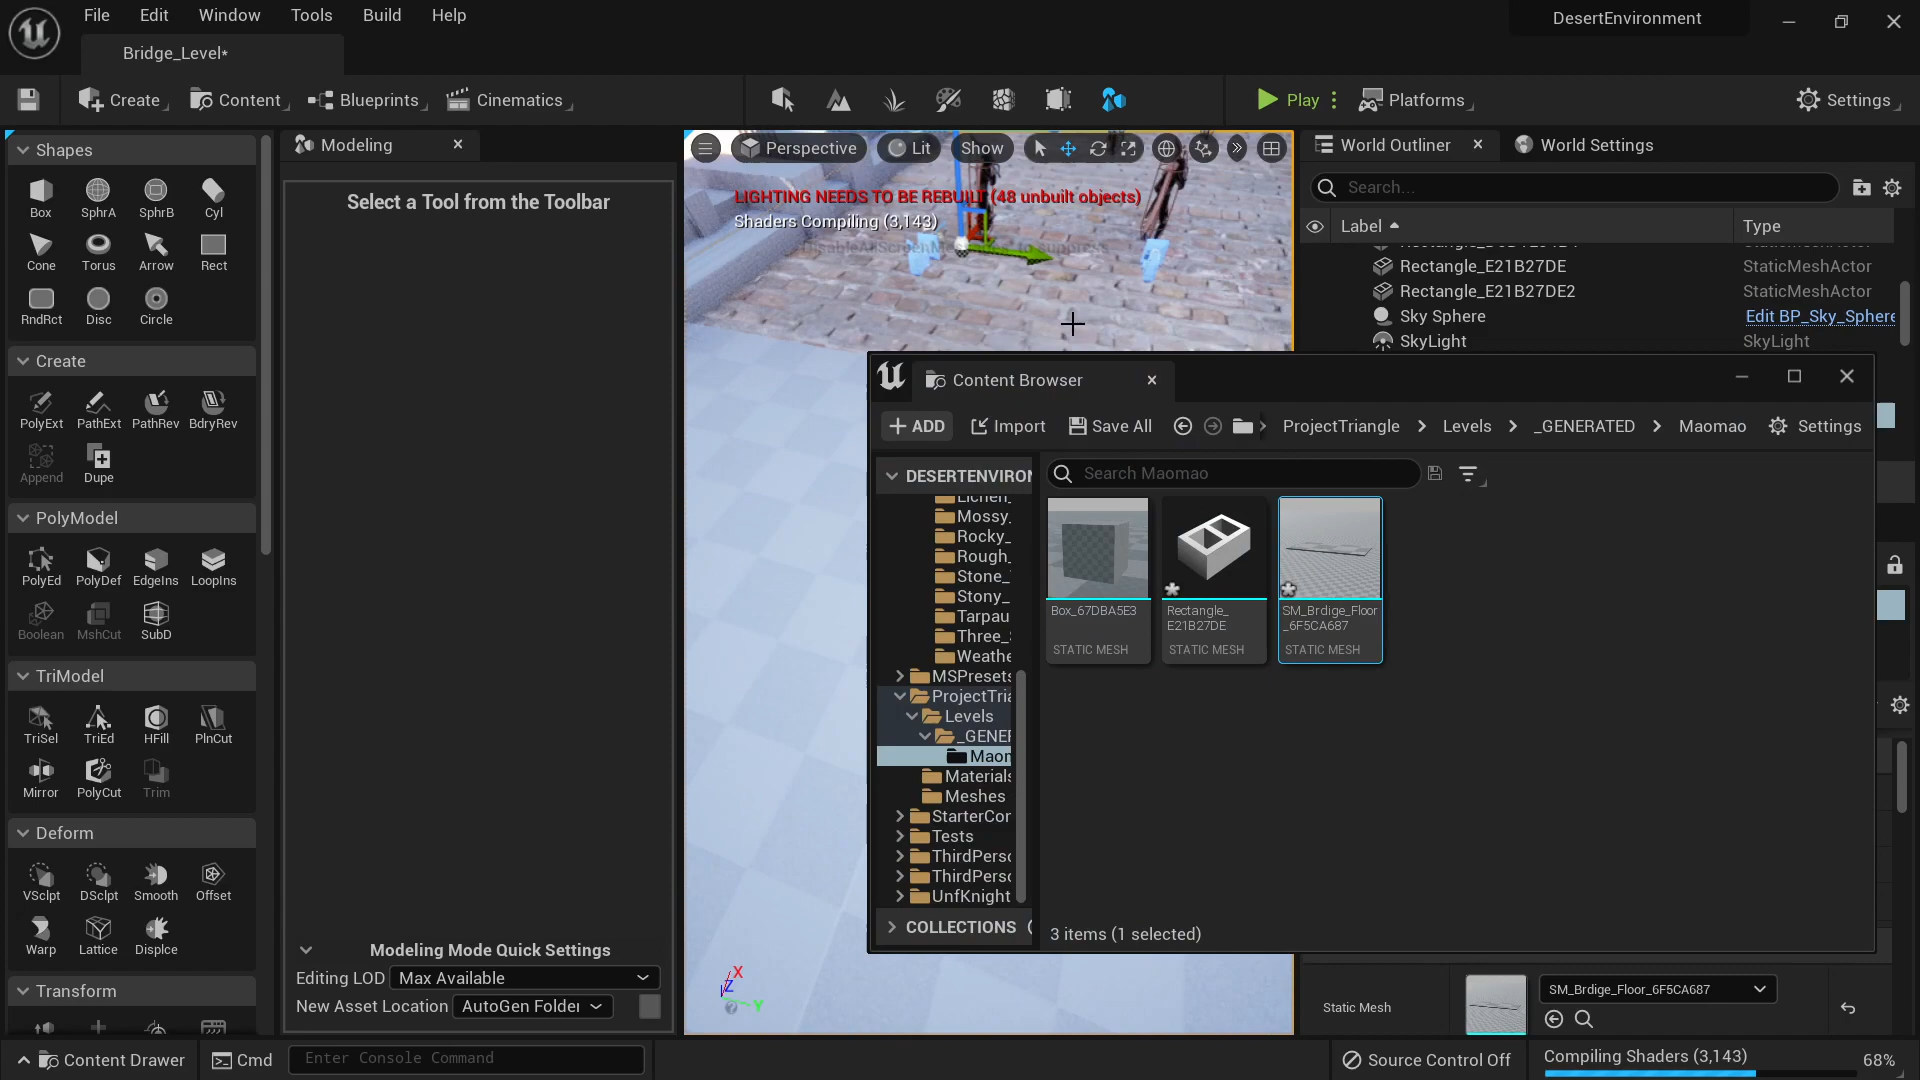 File Edit Window Tools Build Help
DesertEnvironment
Bridge_Level*
Create Content Blueprints Cinematics Play Platforms Settings
Shapes
Box SphrA SphrB Cyl
Cone Torus Arrow Rect
RndRct Disc Circle
Create
PolyExt PathExt PathRev BdryRev
Append Dupe
PolyModel
PolyEd PolyDef EdgeIns LoopIns
Boolean MshCut SubD
TriModel
TriSel TriEd HFill PlnCut
Mirror PolyCut Trim
Deform
VSclpt DSclpt Smooth Offset
Warp Lattice Displce
Transform
Modeling
Select a Tool from the Toolbar
Modeling Mode Quick Settings
Editing LOD Max Available
New Asset Location AutoGen Folder
Perspective Lit Show
LIGHTING NEEDS TO BE REBUILT (48 unbuilt objects)
Shaders Compiling (3,143)
X
Z
Y
World Outliner World Settings
Search...
Label Type
Rectangle_E21B27DE StaticMeshActor
Rectangle_E21B27DE2 StaticMeshActor
Sky Sphere Edit BP_Sky_Sphere
SkyLight SkyLight
Content Browser
ADD Import Save All ProjectTriangle Levels _GENERATED Maomao Settings
DESERTENVIRON
Search Maomao
Lichen_
Mossy_
Rocky_
Rough_
Stone_
Stony_
Tarpau
Three_S
Weathe
MSPresets
ProjectTria
Levels
_GENER
Maom
Materials
Meshes
StarterCon
Tests
ThirdPerso
ThirdPerso
UnfKnight
COLLECTIONS
Box_67DBA5E3
STATIC MESH
Rectangle_
E21B27DE
STATIC MESH
SM_Brdige_Floor
_6F5CA687
STATIC MESH
3 items (1 selected)
Static Mesh SM_Brdige_Floor_6F5CA687
Content Drawer Cmd Enter Console Command Source Control Off Compiling Shaders (3,143) 68%